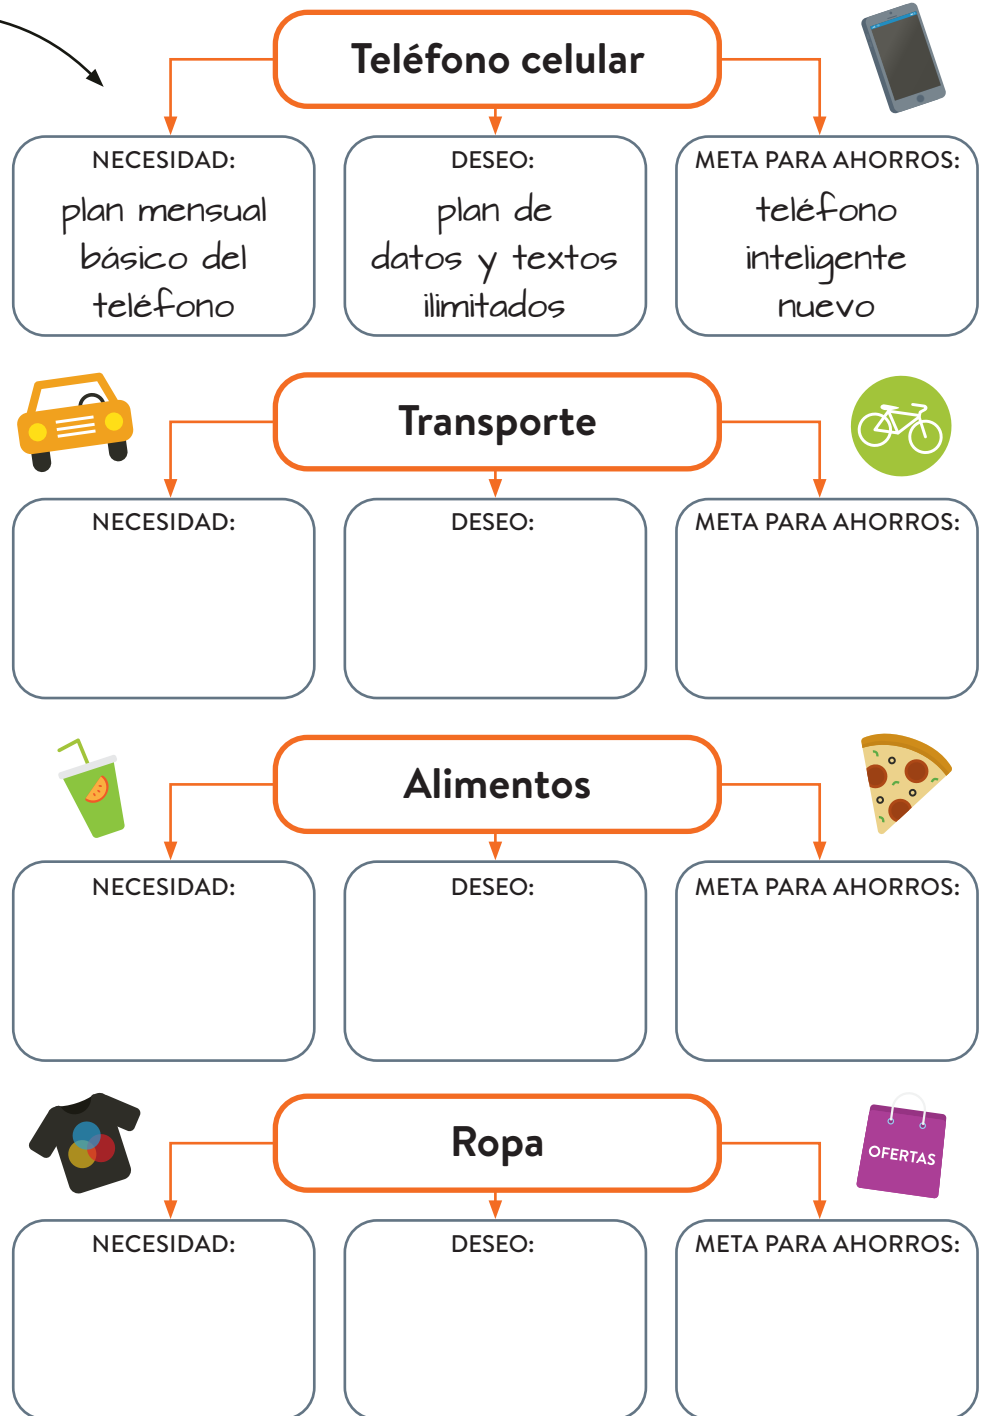 Teléfono celular
NECESIDAD:
plan mensual
básico del
teléfono
DESEO:
plan de
datos y textos
ilimitados
META PARA AHORROS:
teléfono
inteligente
nuevo
Transporte
NECESIDAD:
DESEO:
META PARA AHORROS:
Alimentos
NECESIDAD:
DESEO:
META PARA AHORROS:
Ropa
OFERTAS
NECESIDAD:
DESEO:
META PARA AHORROS: